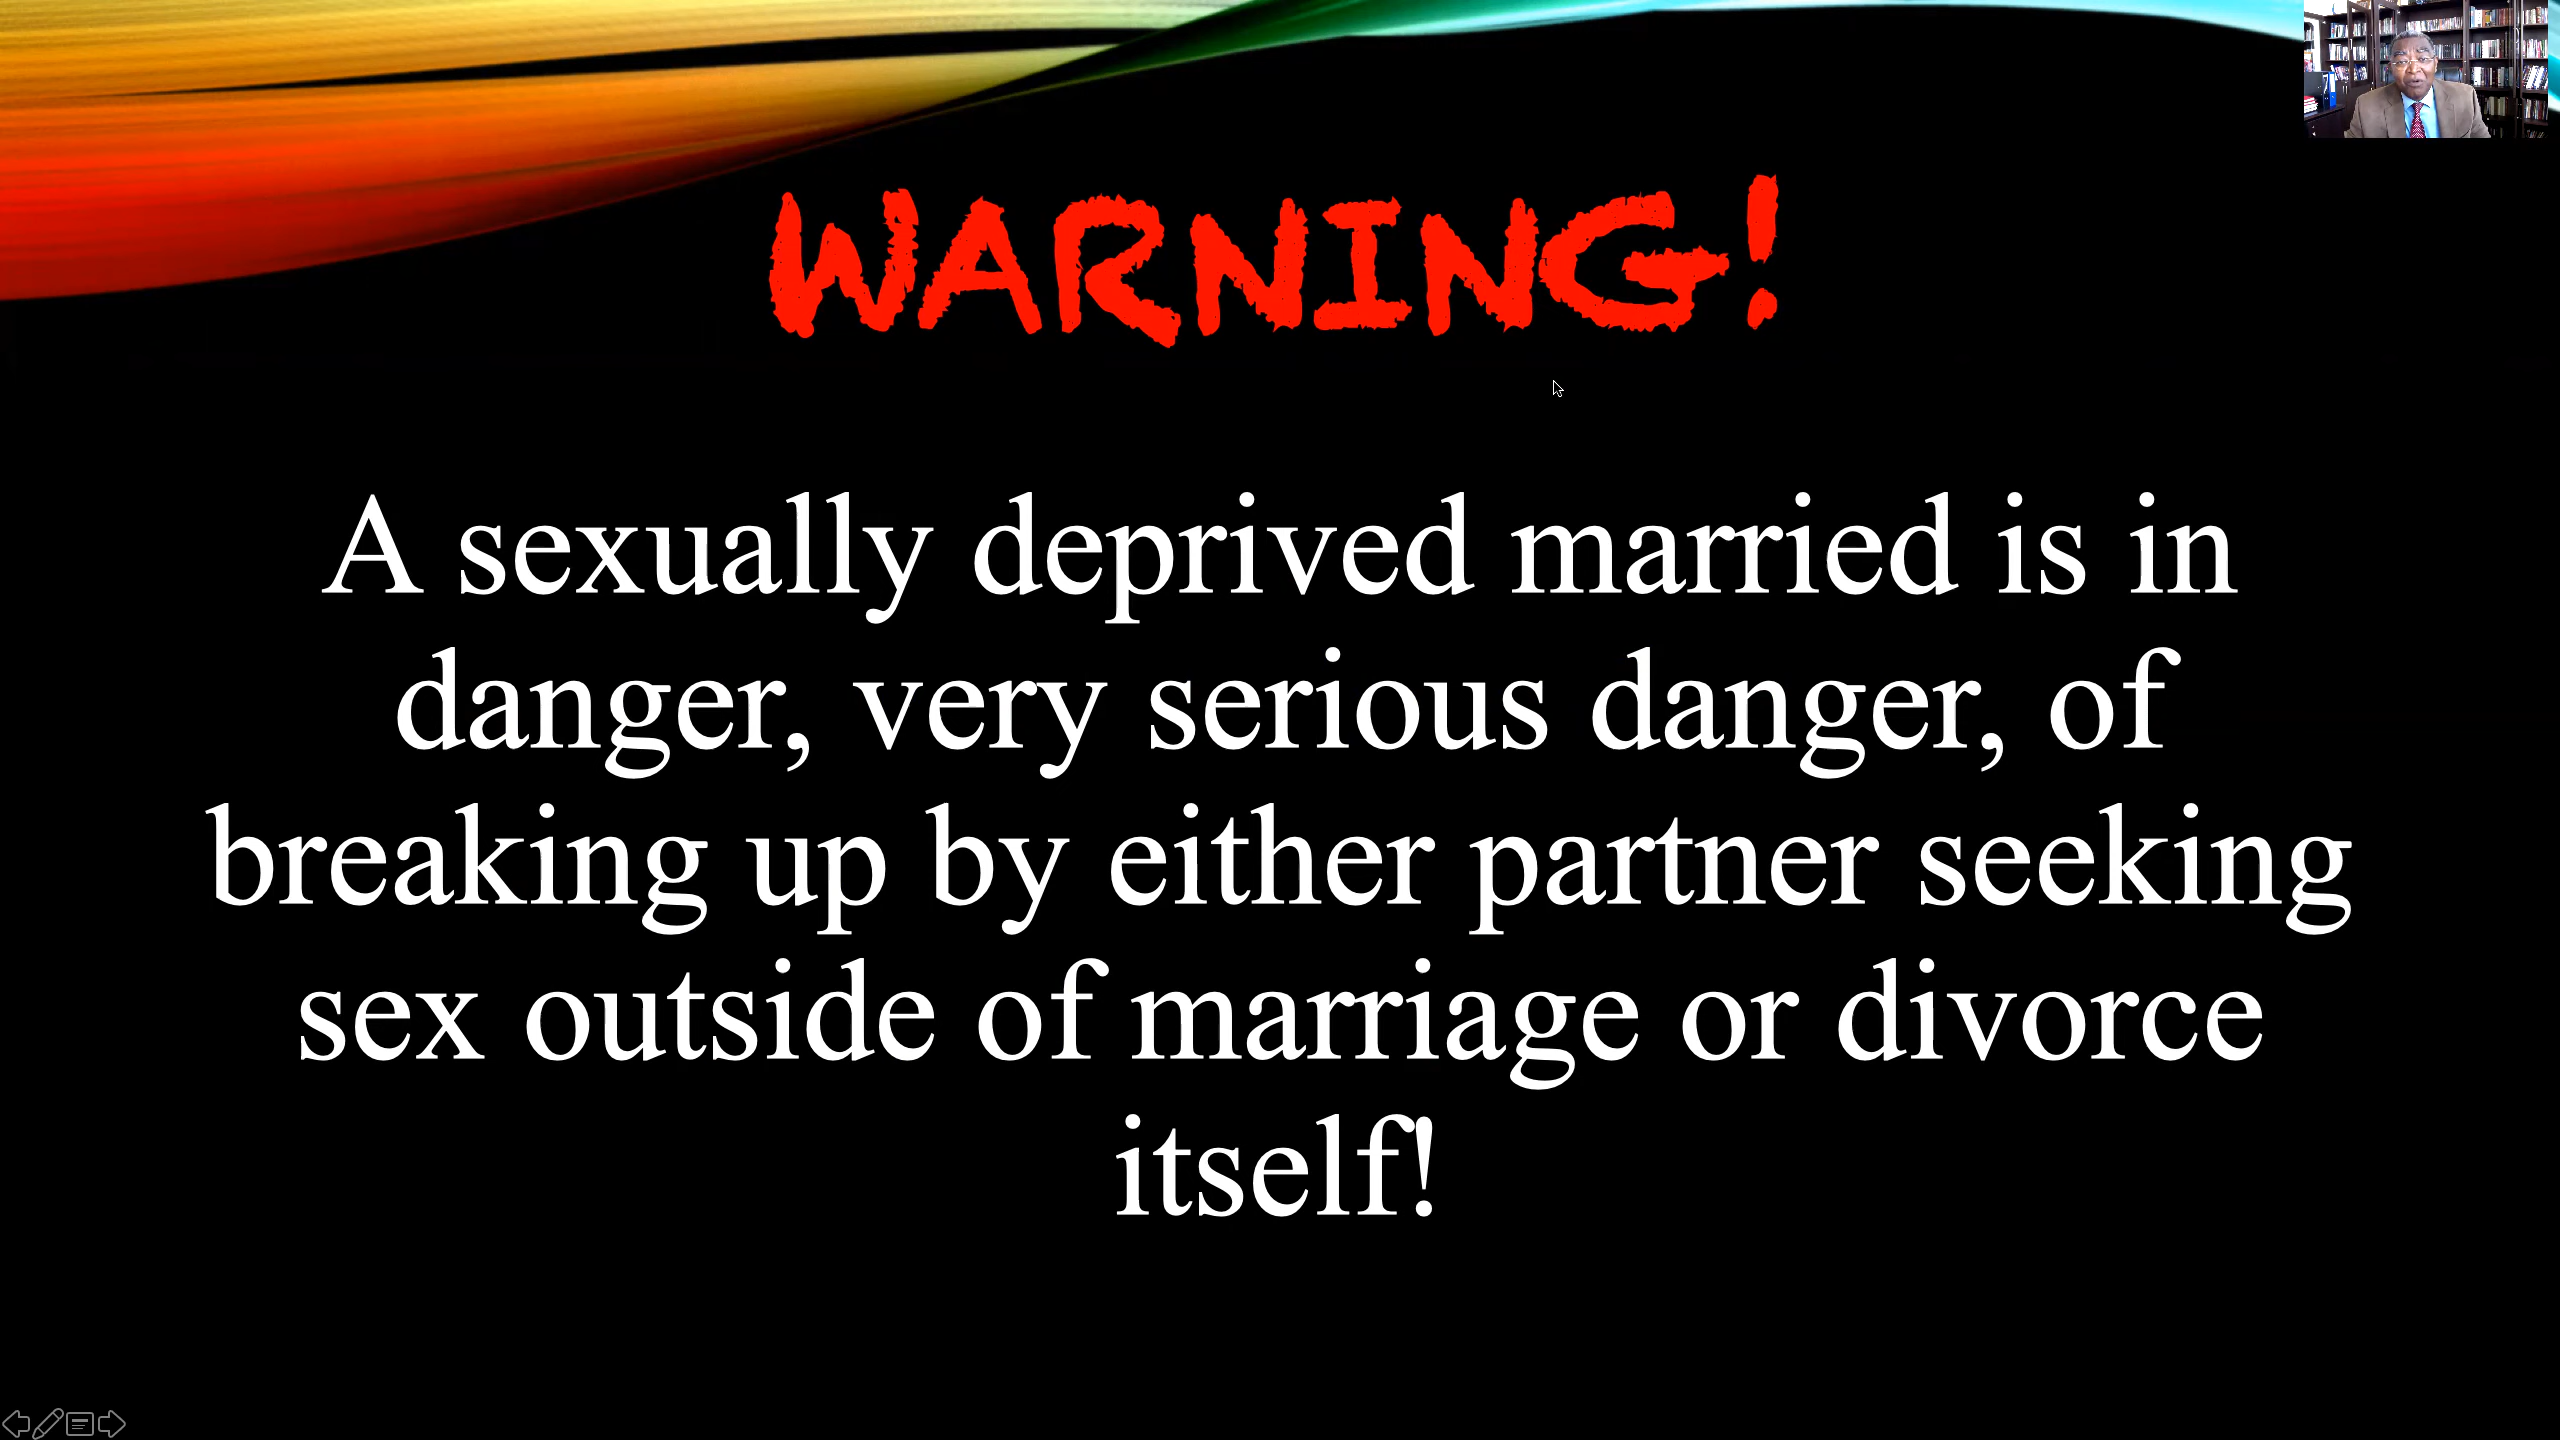 WARNING!
A sexually deprived married is in
danger, very serious danger, of
breaking up by either partner seeking
sex outside of marriage or divorce
itself!